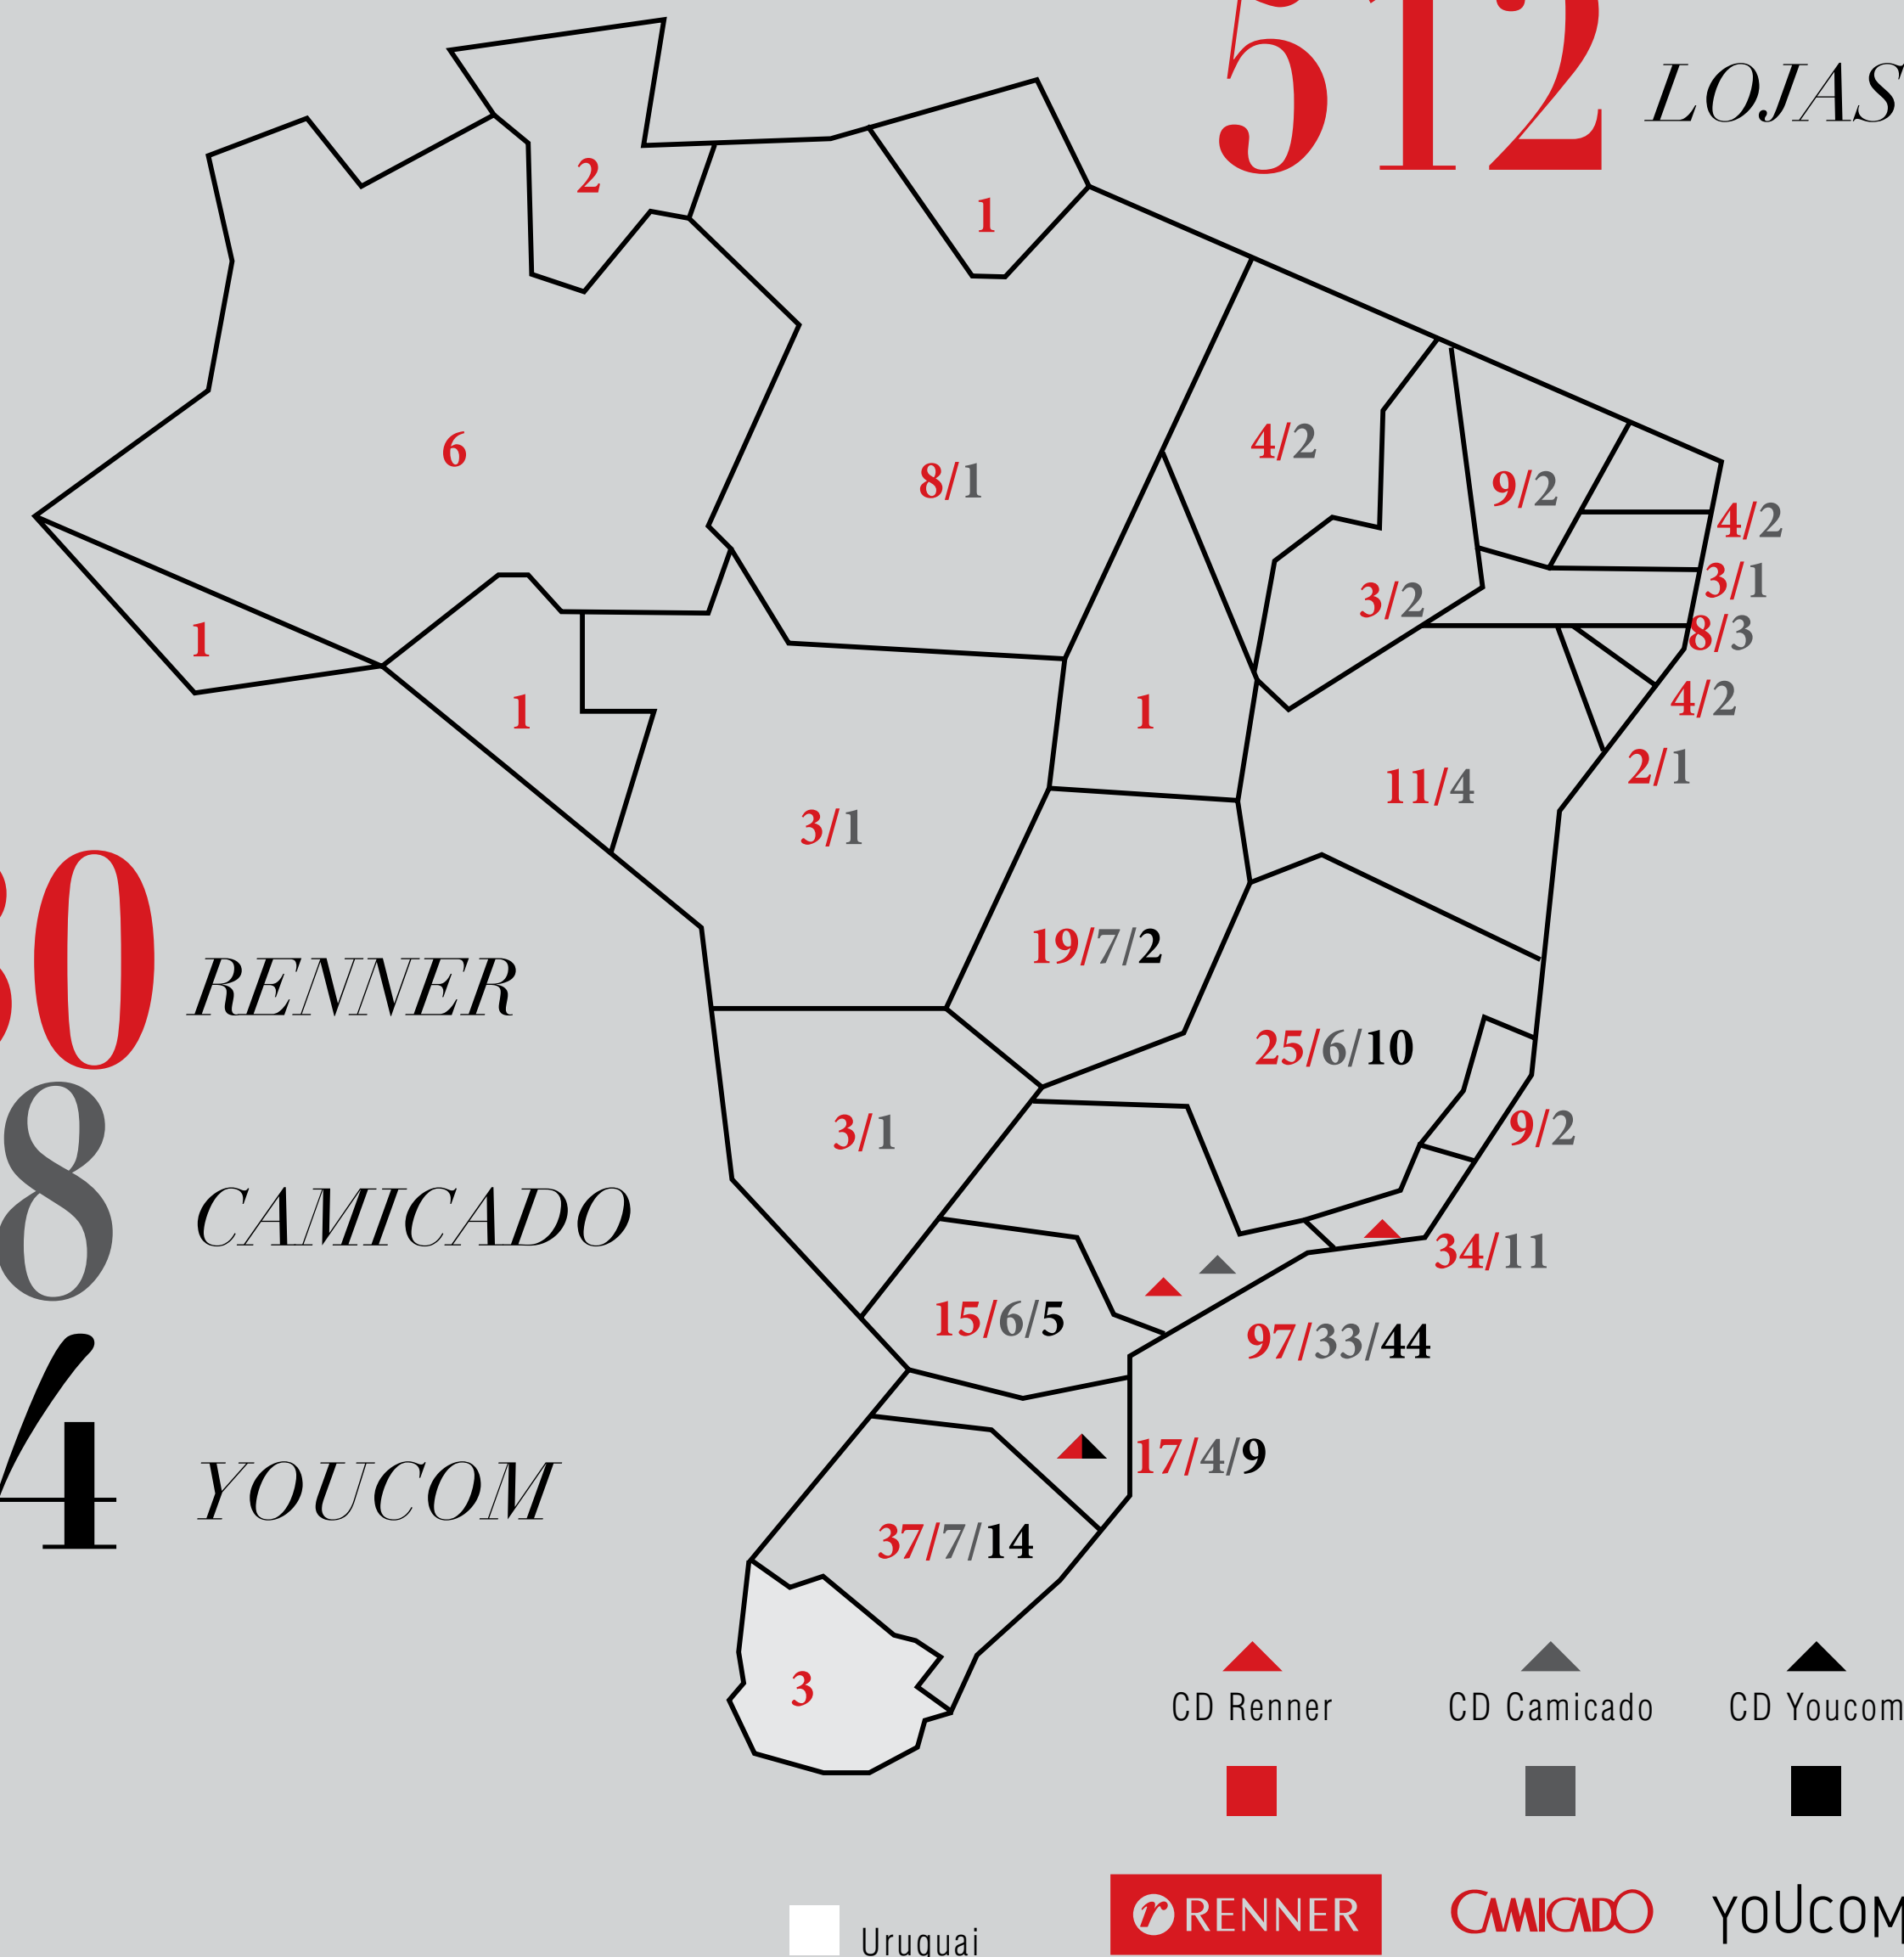 512 LOJAS
2
1
6
4/2
8/1
9/2
4/2
3/1
3/2
1
8/3
1
1
4/2
2/1
11/4
3/1
19/7/2
0 RENNER
25/6/10
3/1
9/2
8 CAMICADO
34/11
15/6/5
97/33/44
4 YOUCOM
17/4/9
37/7/14
3
CD Renner
CD Camicado
CD Youcom
r RENNER
CAMICADO
YOUCOM
Uruguai